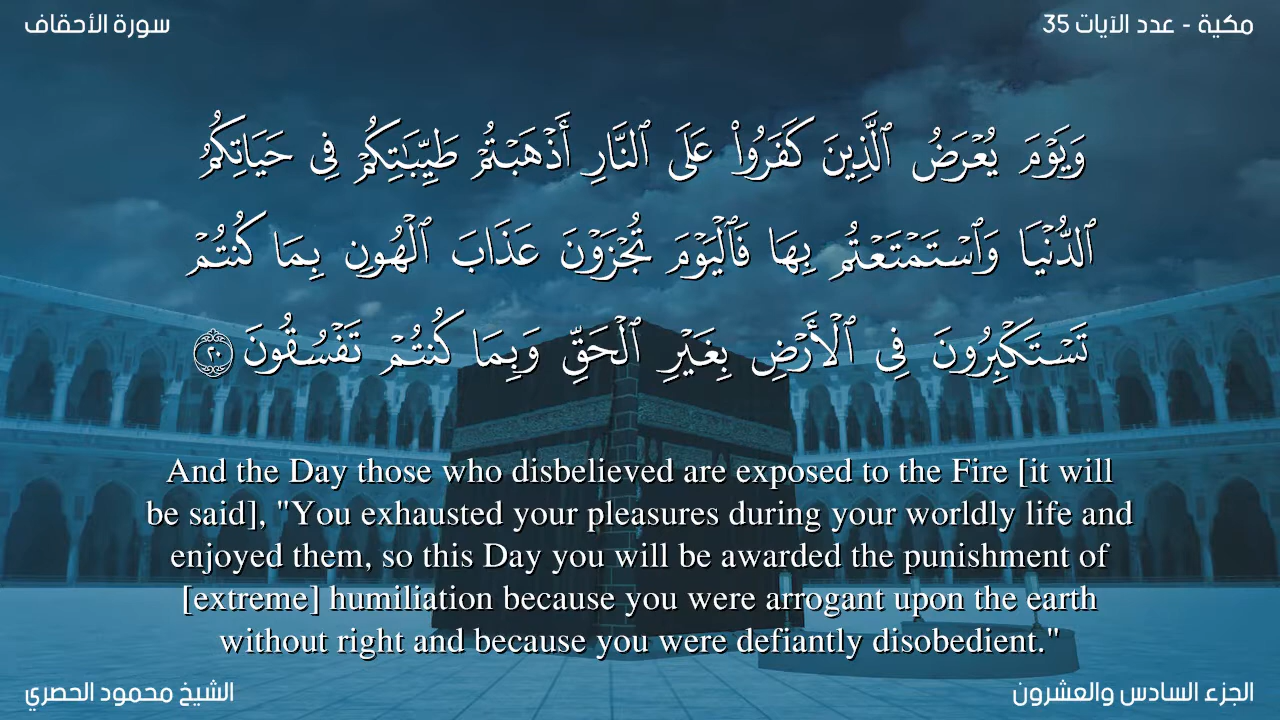 سورة الأحقاف
مكية - عدد الآيات 35
وَيَوْمَ يُعْرَضُ ٱلَّذِينَ كَفَرُوا۟ عَلَى ٱلنَّارِ أَذْهَبْتُمْ طَيِّبَـٰتِكُمْ فِى حَيَاتِكُمُ
ٱلدُّنْيَا وَٱسْتَمْتَعْتُم بِهَا فَٱلْيَوْمَ تُجْزَوْنَ عَذَابَ ٱلْهُونِ بِمَا كُنتُمْ
تَسْتَكْبِرُونَ فِى ٱلْأَرْضِ بِغَيْرِ ٱلْحَقِّ وَبِمَا كُنتُمْ تَفْسُقُونَ ٢٠
And the Day those who disbelieved are exposed to the Fire [it will
be said], "You exhausted your pleasures during your worldly life and
enjoyed them, so this Day you will be awarded the punishment of
[extreme] humiliation because you were arrogant upon the earth
without right and because you were defiantly disobedient."
الشيخ محمود الحصري
الجزء السادس والعشرون